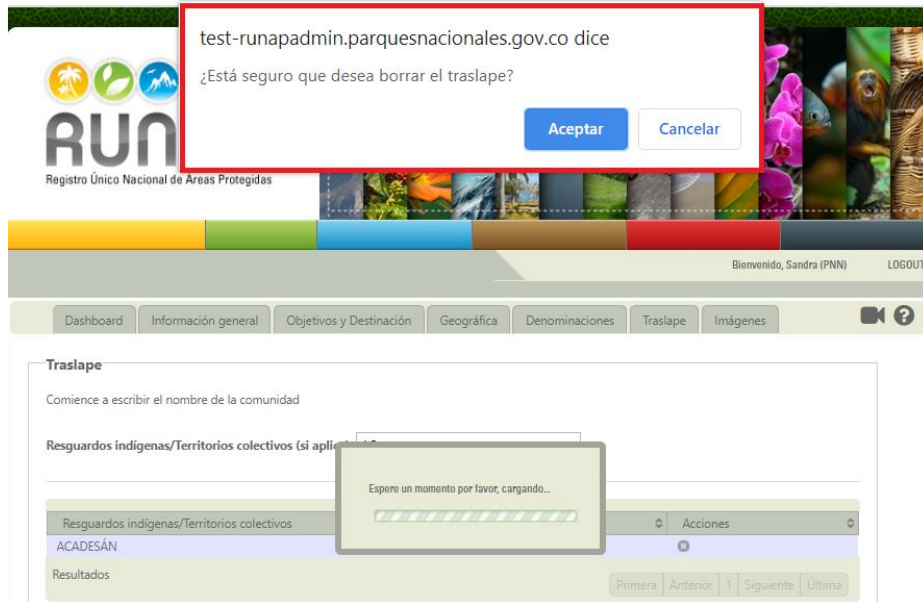 test-runapadmin.parquesnacionales.gov.co dice
¿Está seguro que desea borrar el traslape?
Aceptar Cancelar
RUN
Registro Único Nacional de Áreas Protegidas
Bienvenido, Sandra (PNN) LOGOUT
Dashboard Información general Objetivos y Destinación Geográfica Denominaciones Traslape Imágenes
Traslape
Comience a escribir el nombre de la comunidad
Resguardos indígenas/Territorios colectivos (si aplic
Espere un momento por favor, cargando...
Resguardos indígenas/Territorios colectivos Acciones
ACADESÁN
Resultados
Primera Anterior 1 Siguiente Última